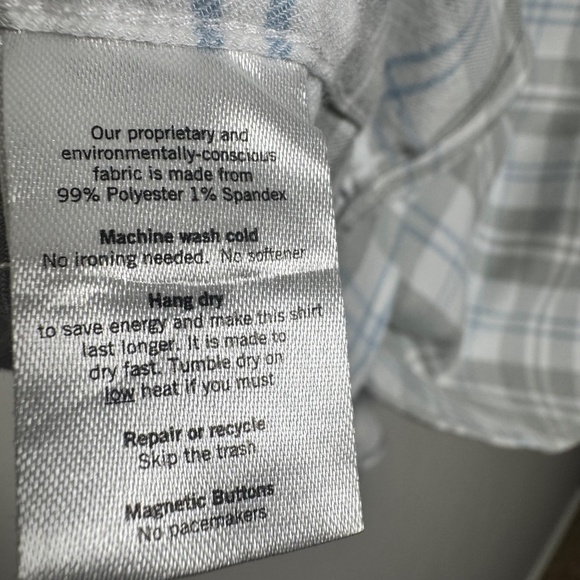 Our proprietary and
environmentally-conscious
fabric is made from
99% Polyester 1% Spandex
Machine wash cold
No ironing needed. No softener
Hang dry
to save energy and make this shirt
last longer. It is made to
dry fast. Tumble dry on
low heat if you must
Repair or recycle
Skip the trash
Magnetic Buttons
No pacemakers